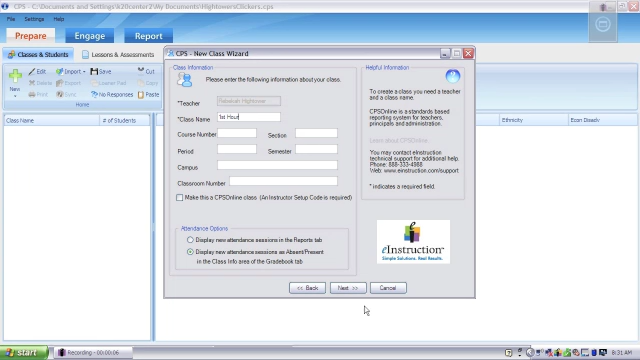 CPS - C:\Documents and Settings\k20center2\My Documents\HightowersClickers.cps
File Settings Help
Prepare Engage Report
Classes & Students Lessons & Assessments
New
Edit Import Save Cut
Delete Export Learner Pad Copy
Print Sync No Responses Paste
Home
Class Name # of Students Ethnicity Econ Disadv
CPS - New Class Wizard
Class Information
Please enter the following information about your class.
*Teacher Rebekah Hightower
*Class Name 1st Hour
Course Number Section
Period Semester
Campus
Classroom Number
Make this a CPSOnline class (An Instructor Setup Code is required)
Attendance Options
Display new attendance sessions in the Reports tab
Display new attendance sessions as Absent/Present
in the Class Info area of the Gradebook tab
Helpful Information
To create a class you need a teacher
and a class name.
CPSOnline is a standards based
reporting system for teachers,
principals and administration.
Learn about CPSOnline
You may contact eInstruction
technical support for additional help.
Phone: 888-333-4988
Web: www.einstruction.com/support
* indicates a required field.
eInstruction
Simple Solutions. Real Results.
<< Back Next >> Cancel
start Recording - 00:00:06 8:31 AM